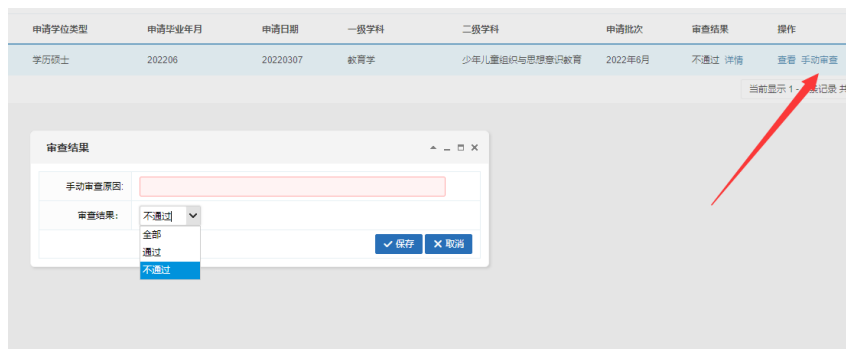 申请学位类型 申请毕业年月 申请日期 一级学科 二级学科 申请批次 审查结果 操作
学历硕士 202206 20220307 教育学 少年儿童组织与思想意识教育 2022年6月 不通过 详情 查看 手动审查
当前显示 1 - 条记录 共
审查结果
手动审查原因:
审查结果： 不通过
全部
通过
不通过
保存 取消